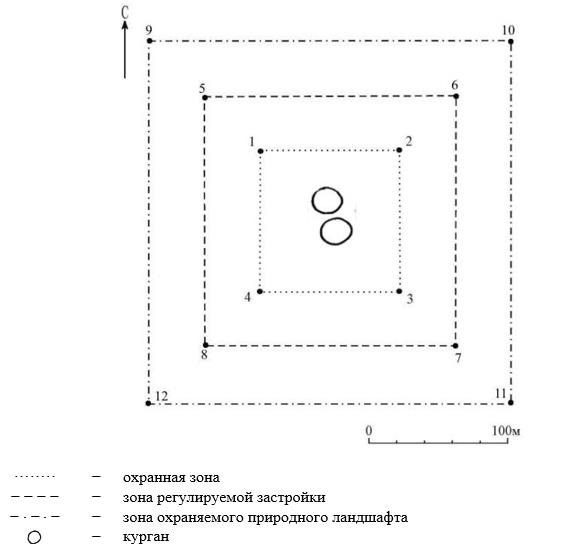 С
9
10
5
6
1
2
4
3
8
7
12
11
0
100м
– охранная зона
– зона регулируемой застройки
– зона охраняемого природного ландшафта
– курган